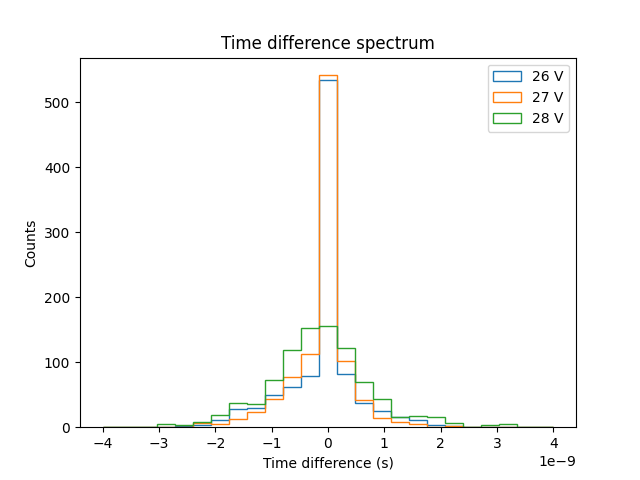 Time difference spectrum
26 V
27 V
28 V
Counts
500
400
300
200
100
0
−4 −3 −2 −1 0 1 2 3 4
1e−9
Time difference (s)